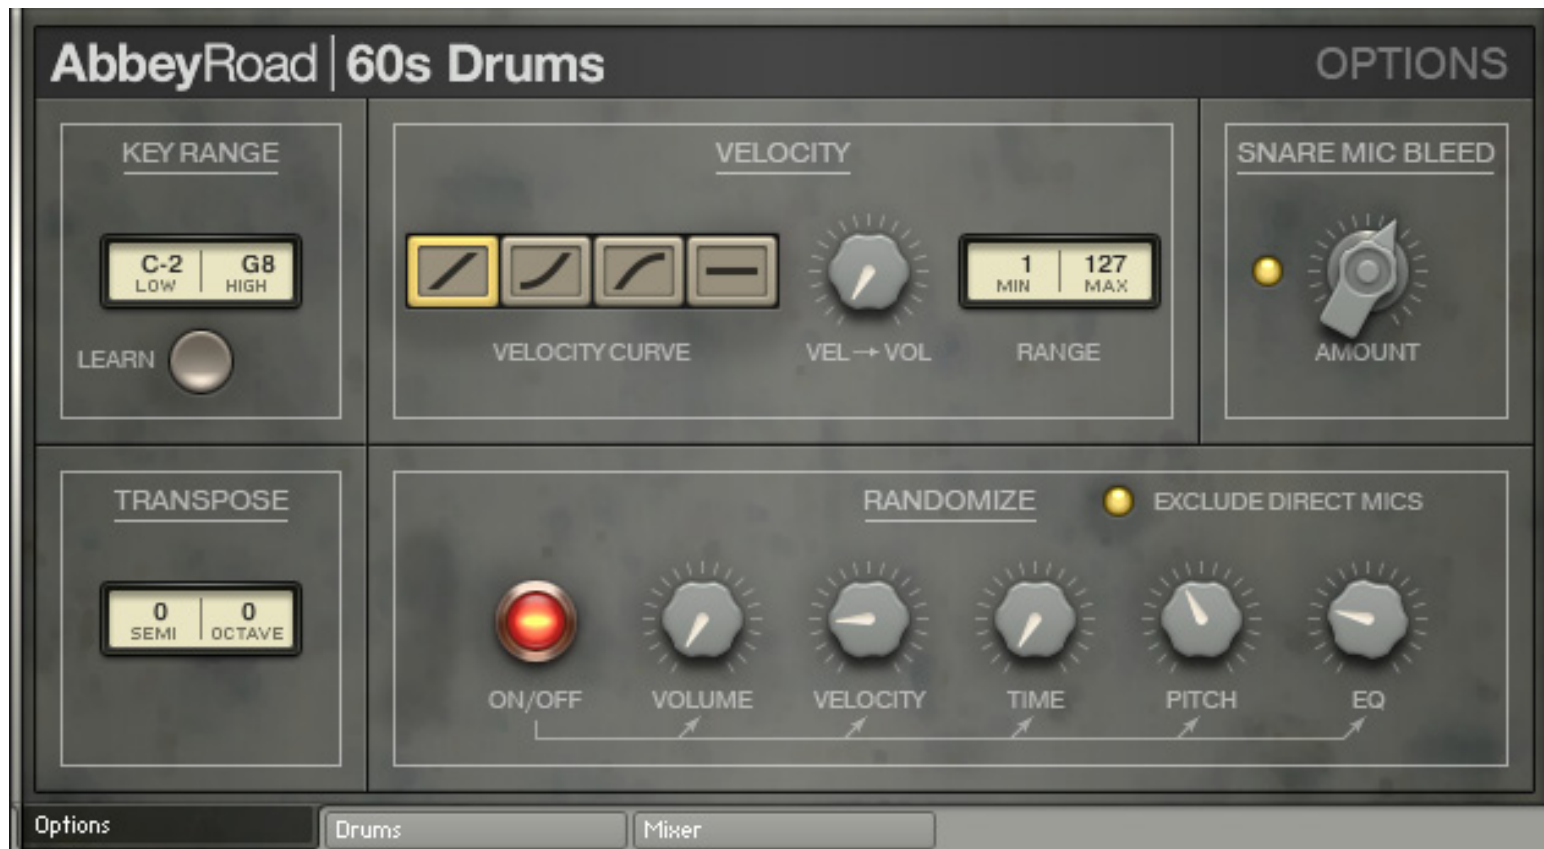 AbbeyRoad | 60s Drums
OPTIONS
KEY RANGE
C-2 G8
LOW HIGH
LEARN
VELOCITY
VELOCITY CURVE
VEL→VOL
1 127
MIN MAX
RANGE
SNARE MIC BLEED
AMOUNT
TRANSPOSE
0 0
SEMI OCTAVE
RANDOMIZE
EXCLUDE DIRECT MICS
ON/OFF VOLUME VELOCITY TIME PITCH EQ
Options Drums Mixer